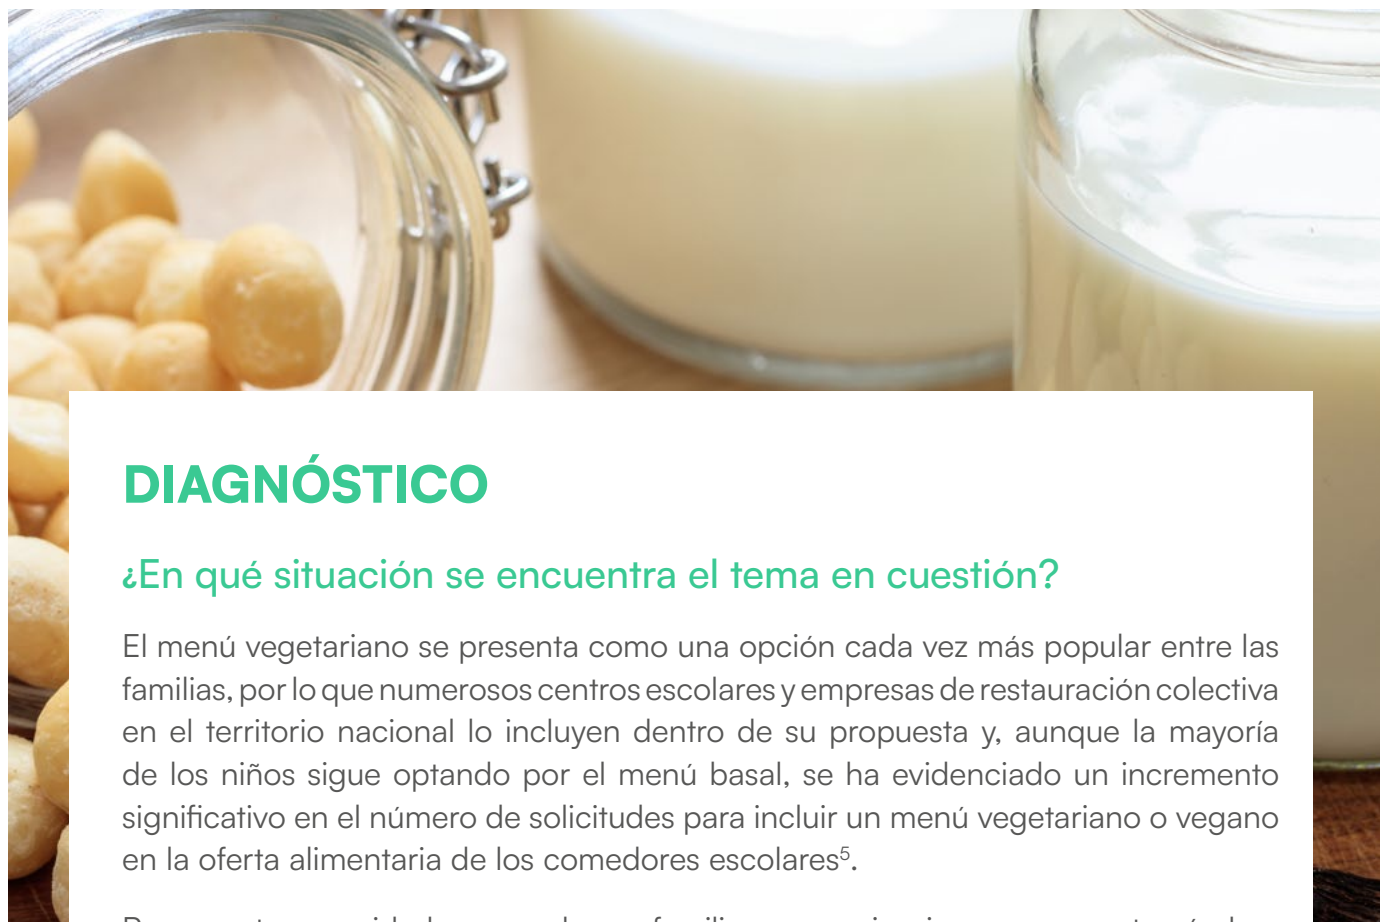 DIAGNÓSTICO
¿En qué situación se encuentra el tema en cuestión?
El menú vegetariano se presenta como una opción cada vez más popular entre las
familias, por lo que numerosos centros escolares y empresas de restauración colectiva
en el territorio nacional lo incluyen dentro de su propuesta y, aunque la mayoría
de los niños sigue optando por el menú basal, se ha evidenciado un incremento
significativo en el número de solicitudes para incluir un menú vegetariano o vegano
en la oferta alimentaria de los comedores escolares⁵.